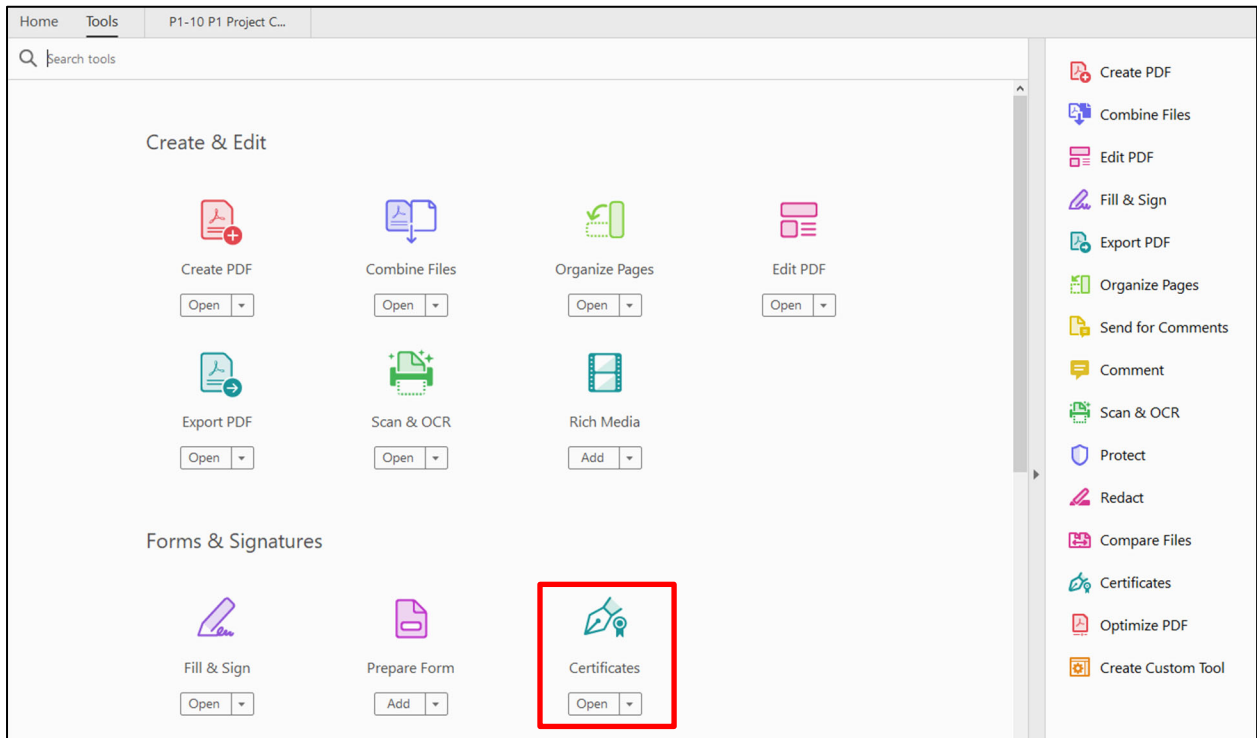 Home Tools P1-10 P1 Project C...
Search tools
Create & Edit
Create PDF Combine Files Organize Pages Edit PDF
Open Open Open Open
Export PDF Scan & OCR Rich Media
Open Open Add
Forms & Signatures
Fill & Sign Prepare Form Certificates
Open Add Open
Create PDF
Combine Files
Edit PDF
Fill & Sign
Export PDF
Organize Pages
Send for Comments
Comment
Scan & OCR
Protect
Redact
Compare Files
Certificates
Optimize PDF
Create Custom Tool